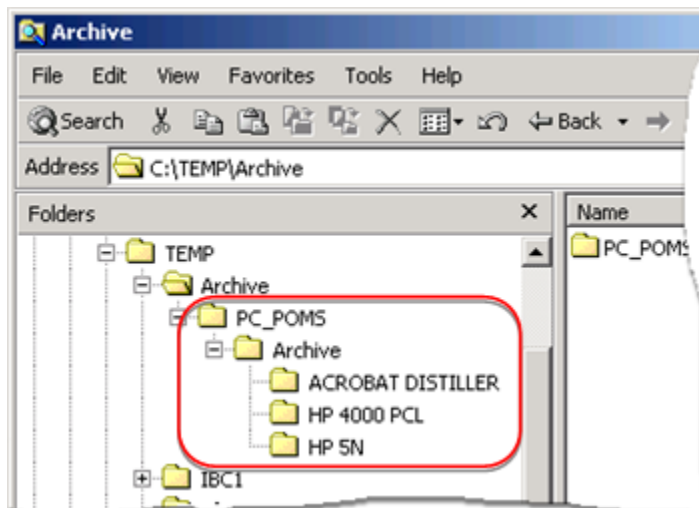 Archive
File Edit View Favorites Tools Help
Search Back
Address C:\TEMP\Archive
Folders Name
TEMP PC_POMS
Archive
PC_POMS
Archive
ACROBAT DISTILLER
HP 4000 PCL
HP 5N
IBC1